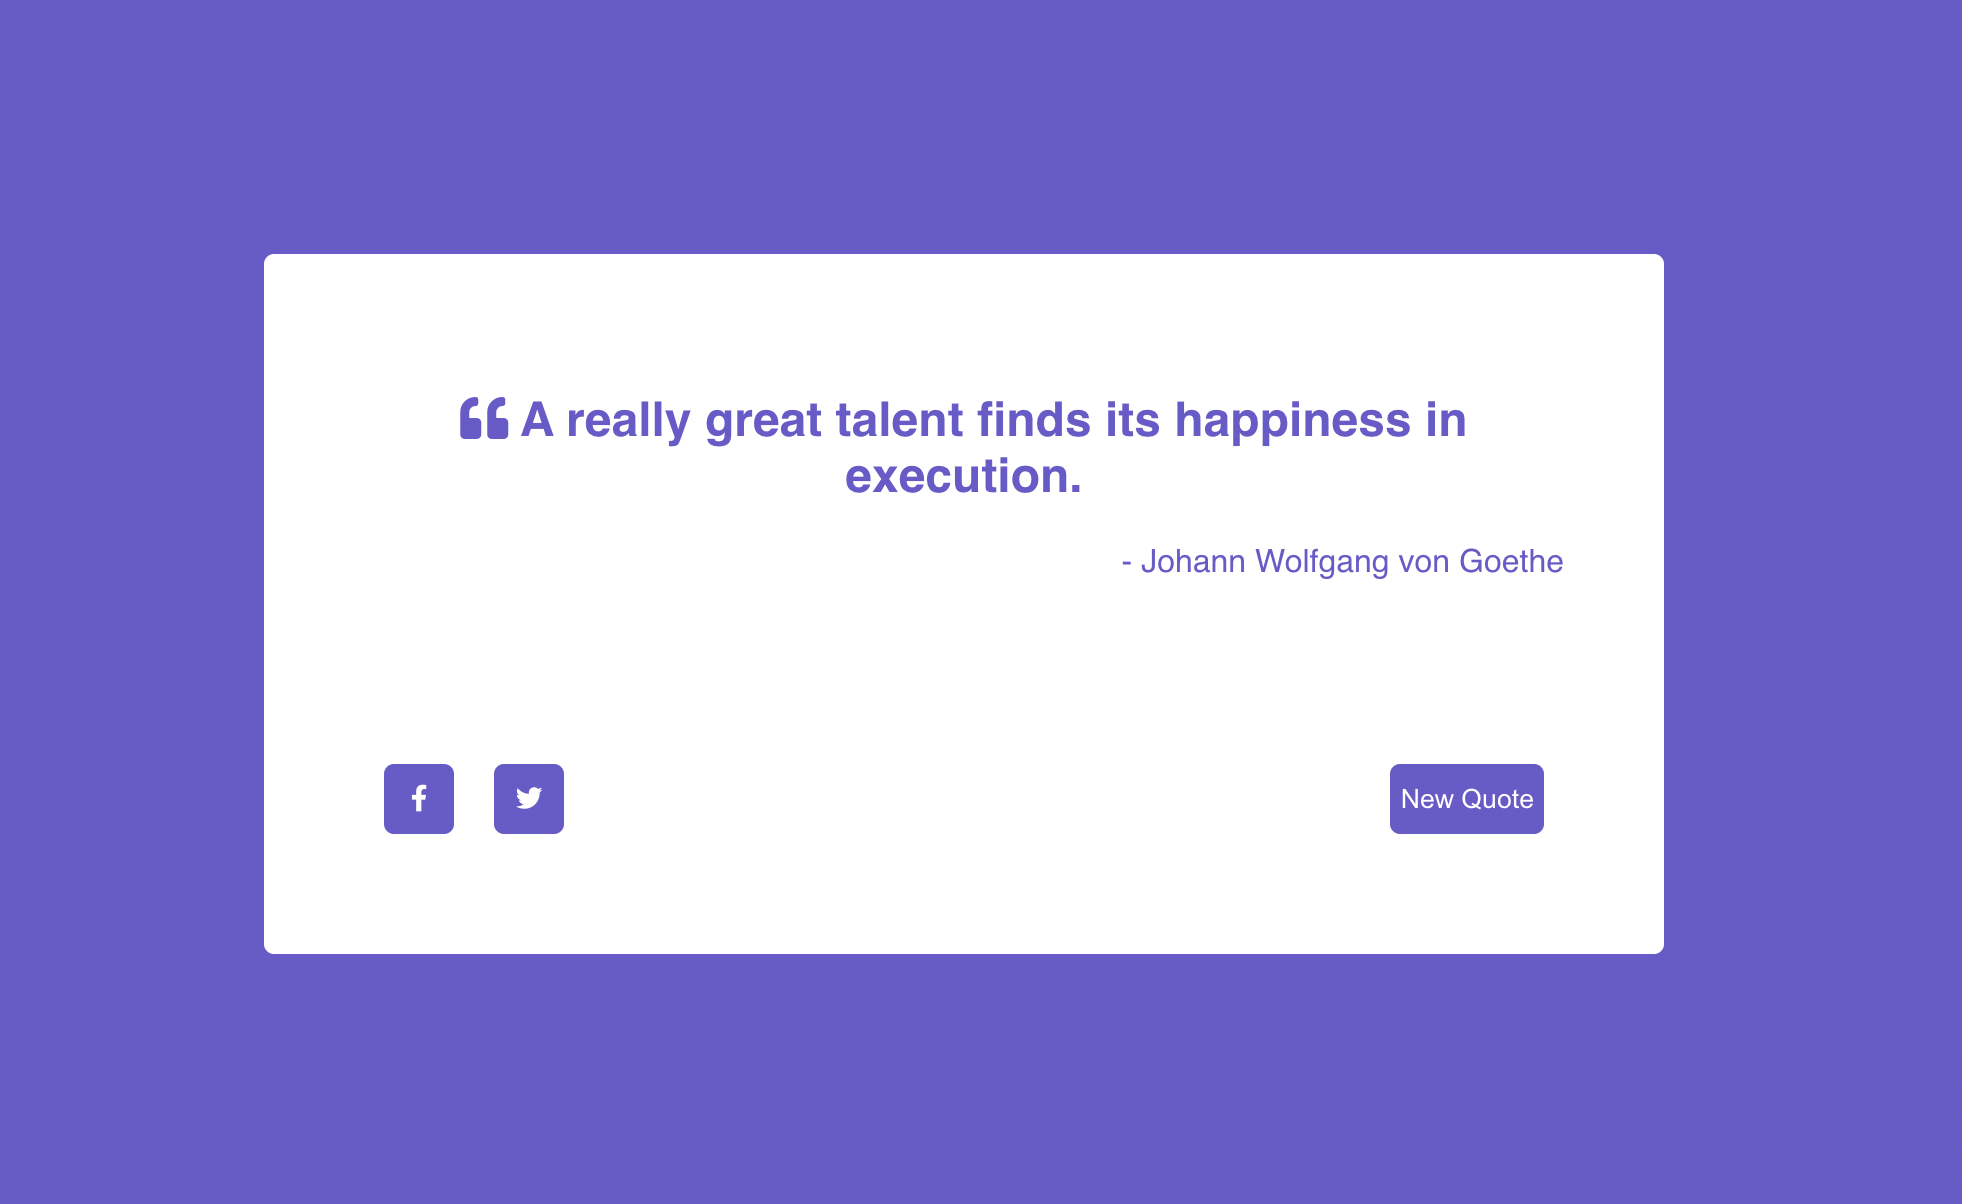 “ A really great talent finds its happiness in
execution.
- Johann Wolfgang von Goethe
New Quote